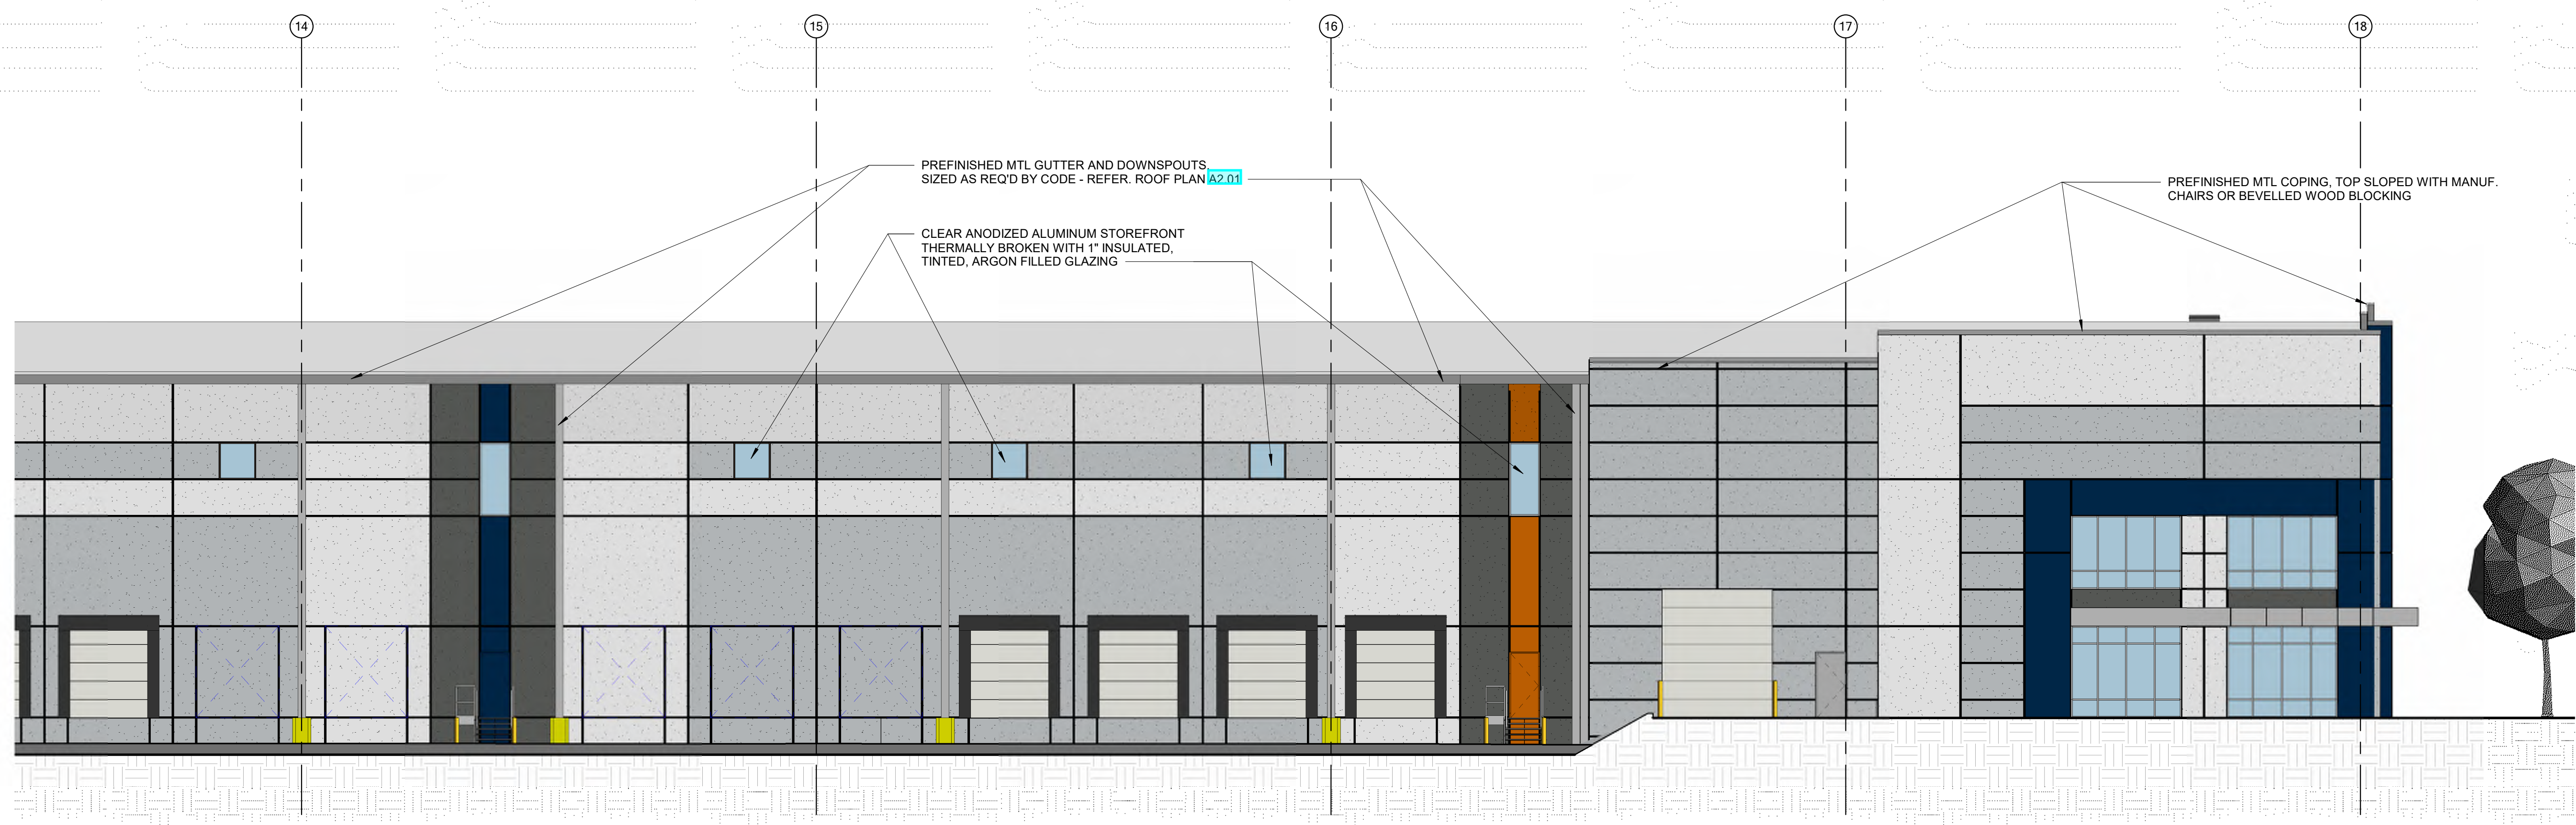 14
15
16
17
18
PREFINISHED MTL GUTTER AND DOWNSPOUTS,
SIZED AS REQ'D BY CODE - REFER. ROOF PLAN A2.01
PREFINISHED MTL COPING, TOP SLOPED WITH MANUF.
CHAIRS OR BEVELLED WOOD BLOCKING
CLEAR ANODIZED ALUMINUM STOREFRONT
THERMALLY BROKEN WITH 1" INSULATED,
TINTED, ARGON FILLED GLAZING